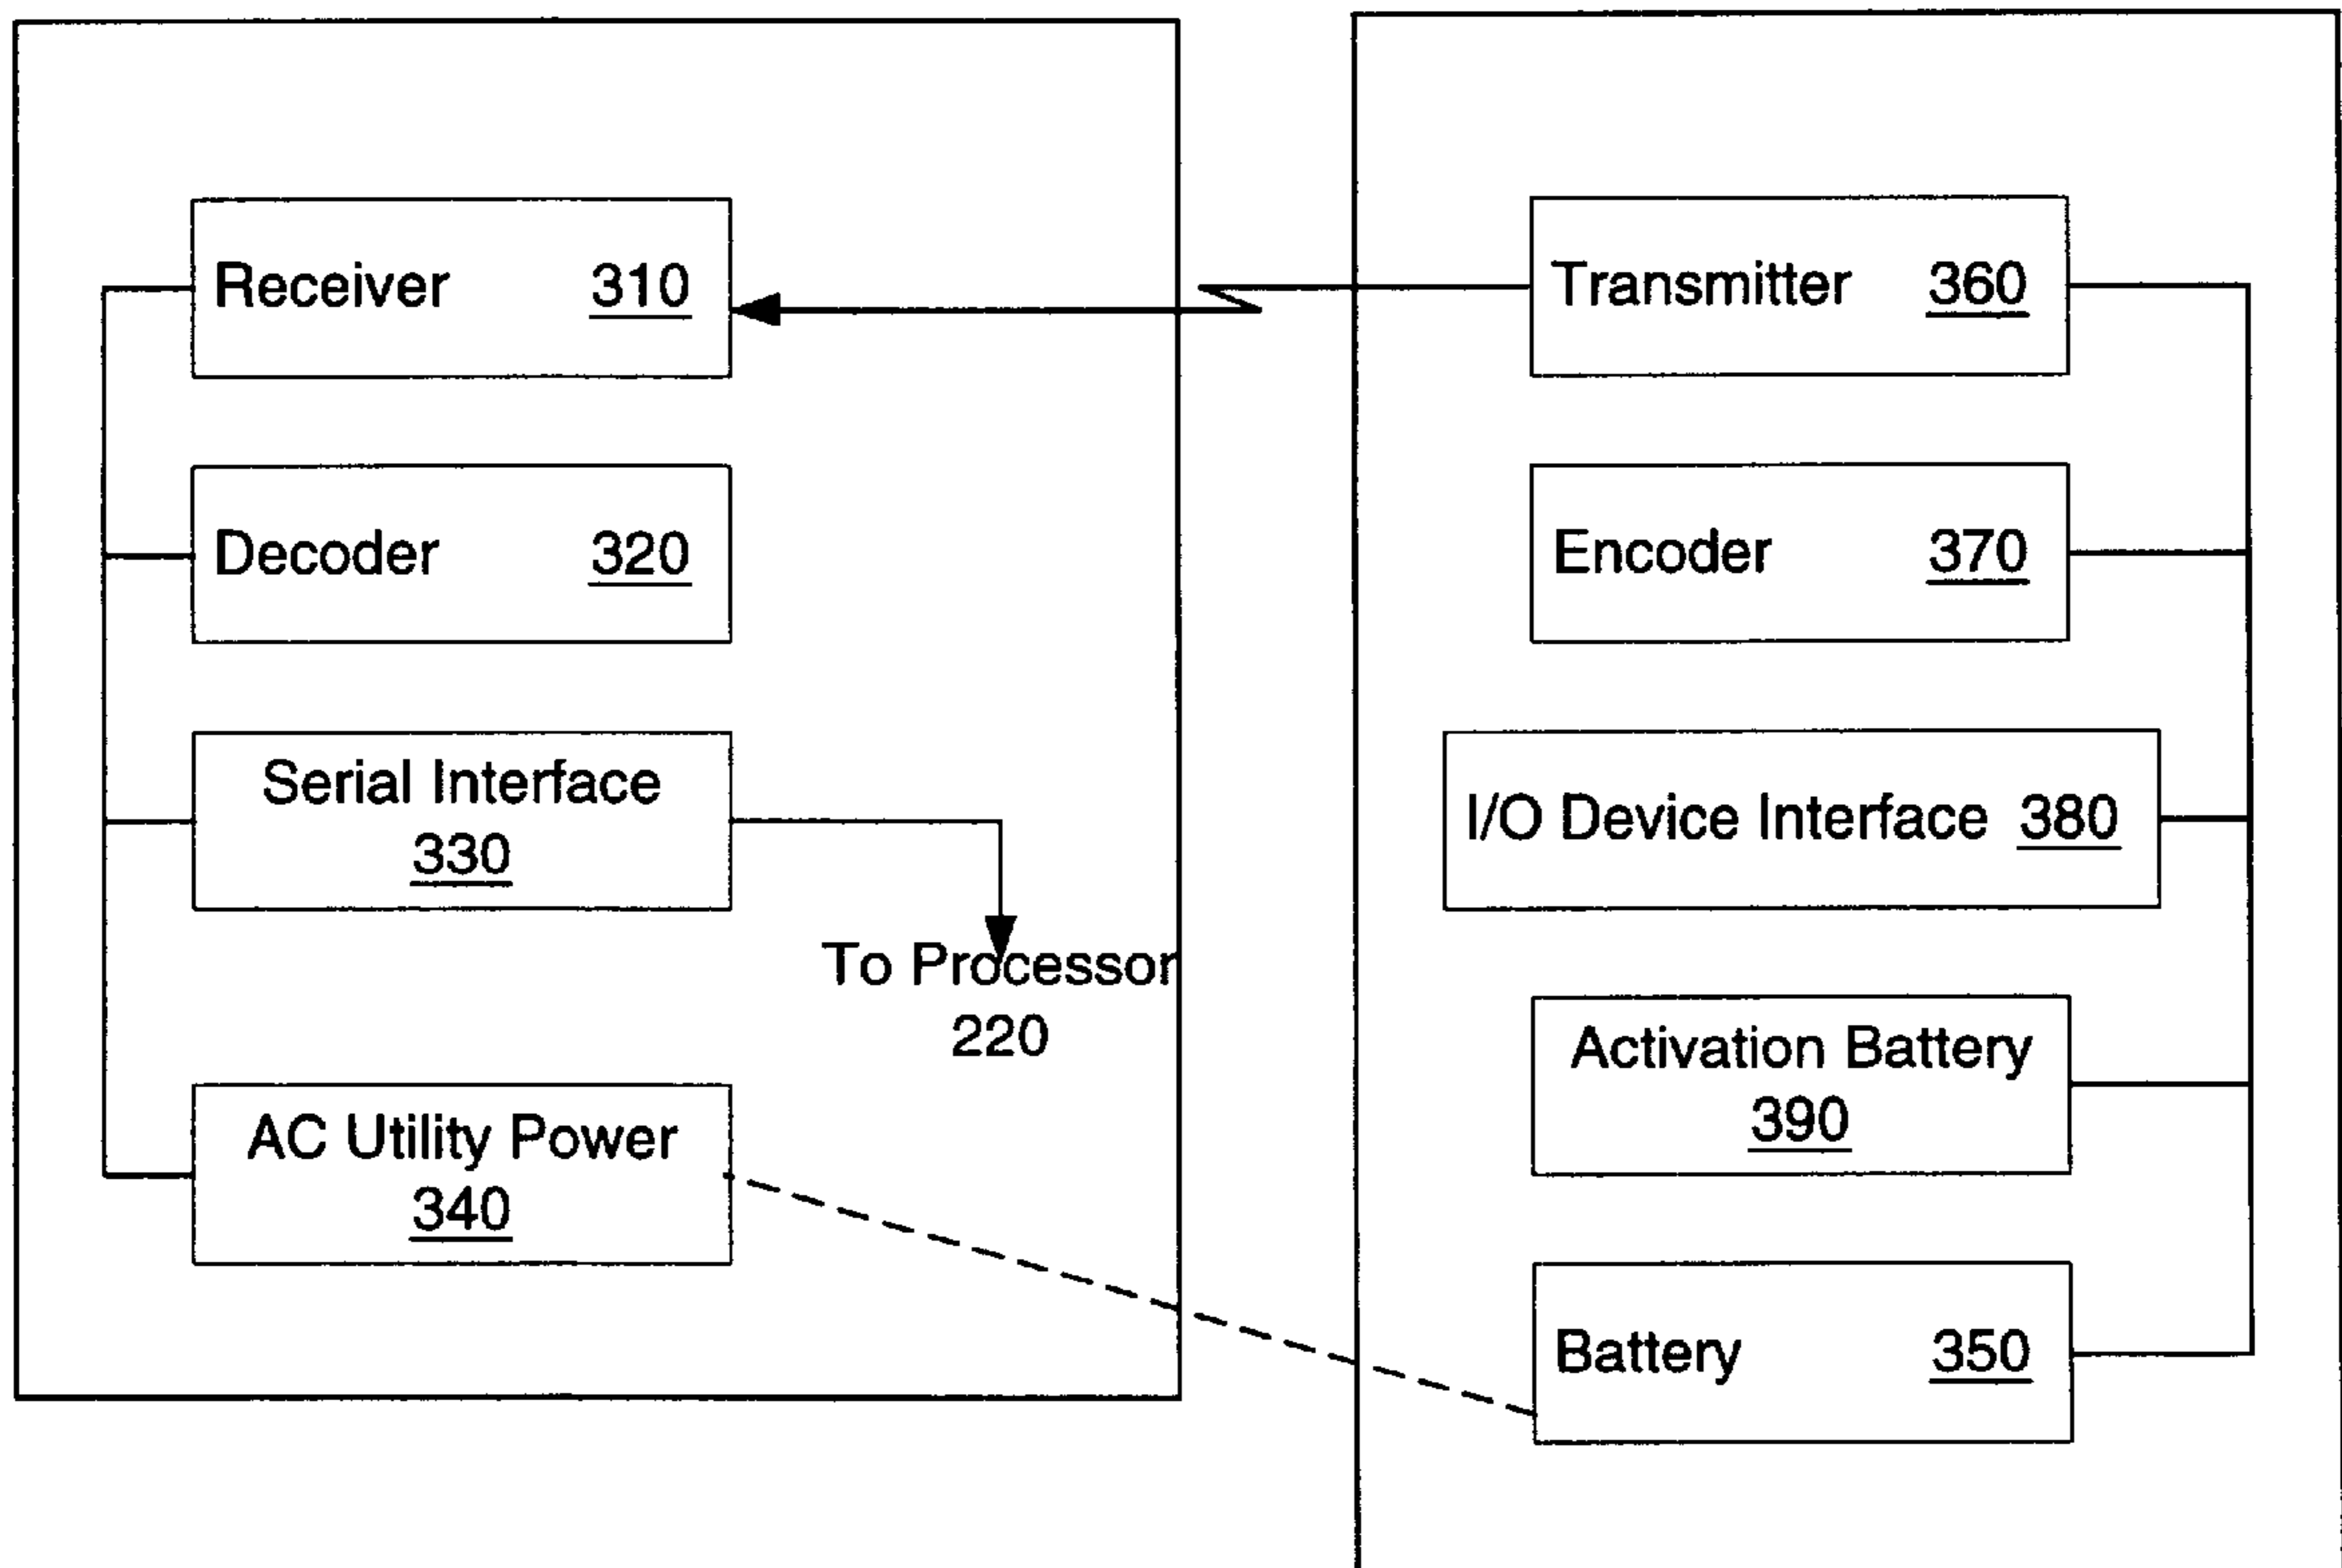 Receiver 310
Decoder 320
Serial Interface
330
To Processor
220
AC Utility Power
340
Transmitter 360
Encoder 370
I/O Device Interface 380
Activation Battery
390
Battery 350